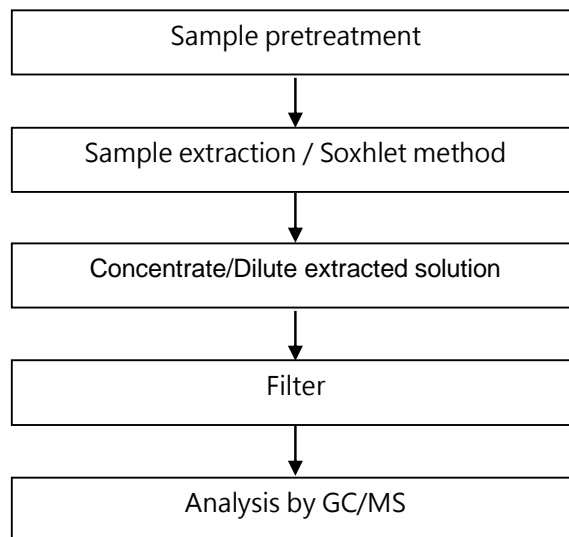 Sample pretreatment
Sample extraction / Soxhlet method
Concentrate/Dilute extracted solution
Filter
Analysis by GC/MS